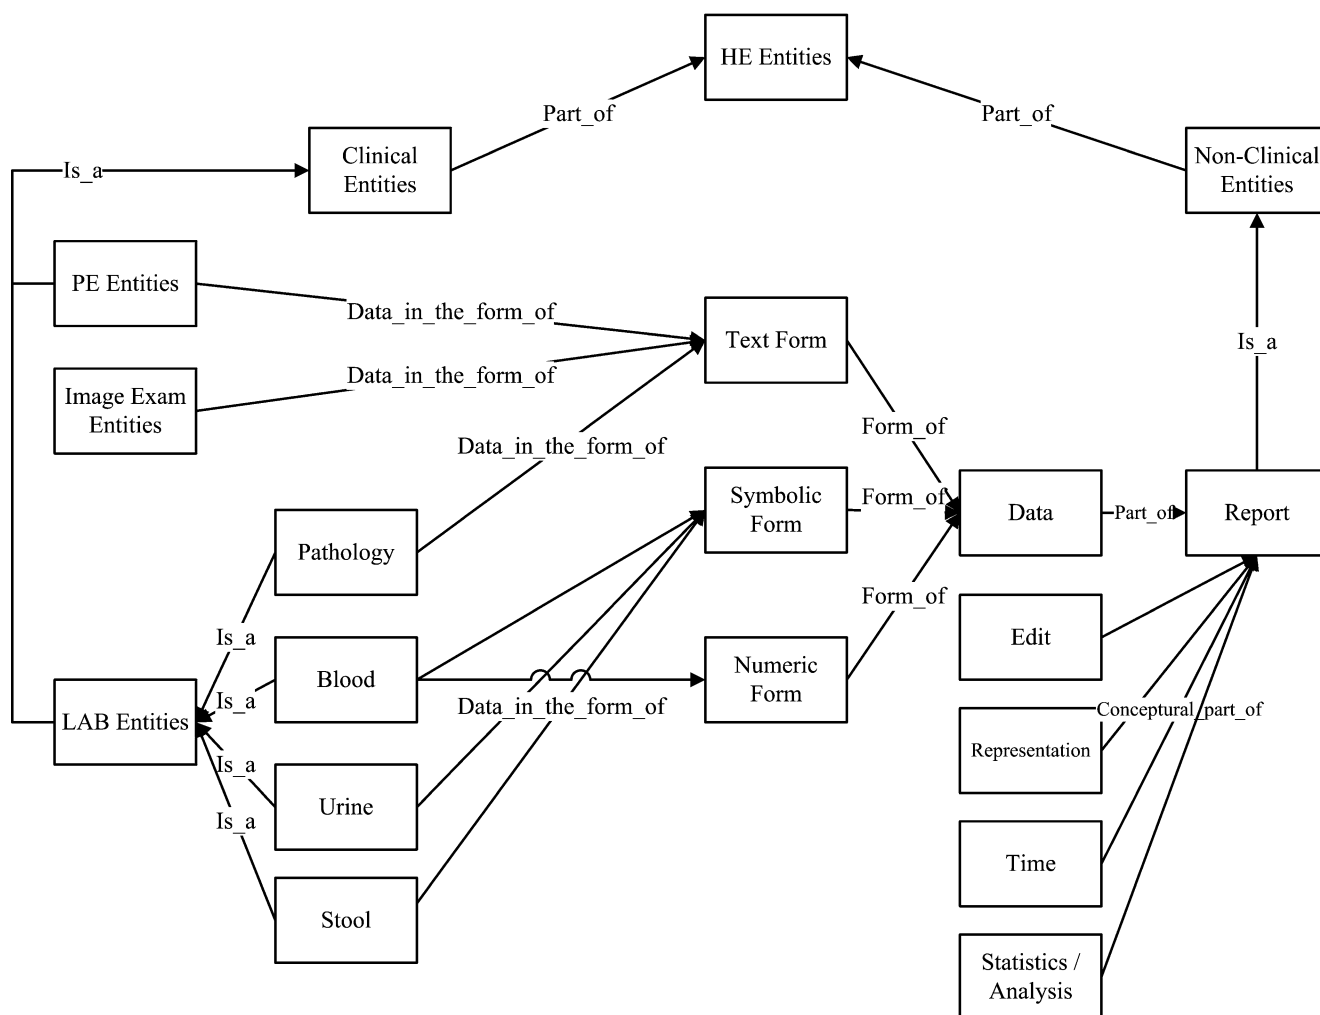 HE Entities
Part_of
Part_of
Clinical
Entities
Non-Clinical
Entities
Is_a
PE Entities
Data_in_the_form_of
Text Form
Is_a
Image Exam
Entities
Data_in_the_form_of
Data_in_the_form_of
Form_of
Symbolic
Form
Form_of
Data
Part_of
Report
Pathology
Form_of
Is_a
Edit
Blood
Numeric
Form
Is_a
LAB Entities
Data_in_the_form_of
Conceptural_part_of
Representation
Is_a
Urine
Is_a
Time
Stool
Statistics /
Analysis